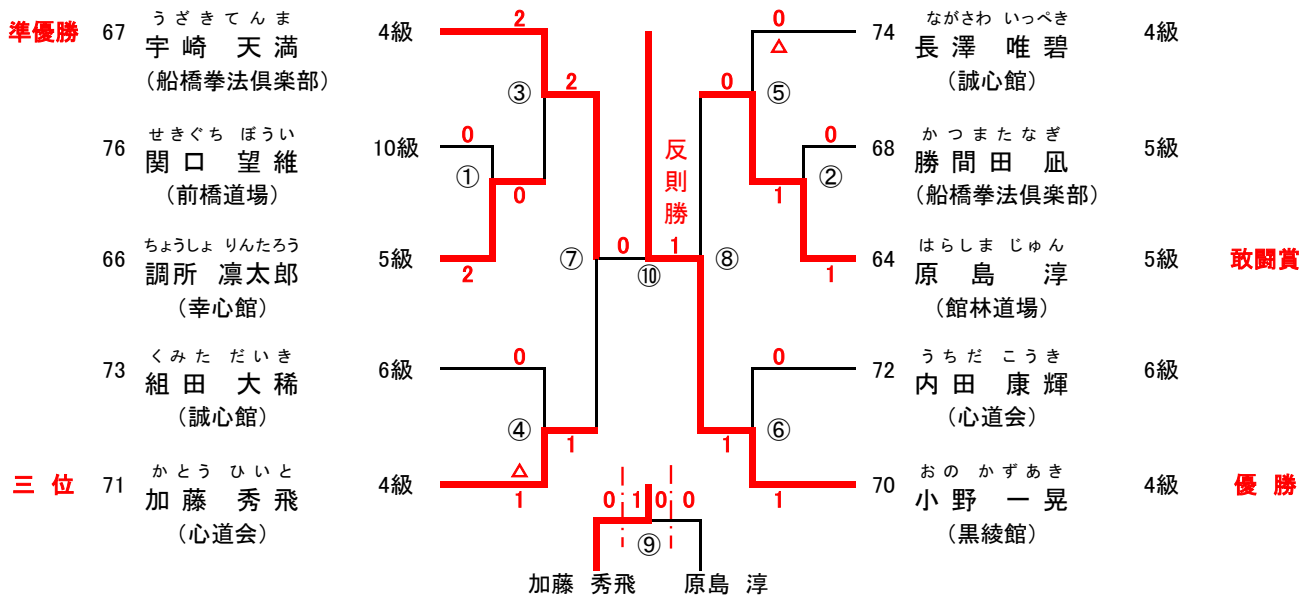 うざきてんま
準優勝 67 宇崎 天満 4級
(船橋拳法倶楽部)
2
③
2
せきぐち ぼうい
76 関口 望維 10級
(前橋道場)
0
①
0
ちょうしょ りんたろう
66 調所 凛太郎 5級
(幸心館)
2
⑦
0
くみた だいき
73 組田 大稀 6級
(誠心館)
0
④
1
かとう ひいと
三位 71 加藤 秀飛 4級
(心道会)
△
1
反則勝
1
⑩
0 1 0 0
⑨
加藤 秀飛 原島 淳
ながさわ いっぺき
0
△
74 長澤 唯碧 4級
(誠心館)
0
⑤
かつまたなぎ
0
68 勝間田 凪 5級
(船橋拳法倶楽部)
②
1
はらしま じゅん
64 原島 淳 5級 敢闘賞
(館林道場)
1
⑧
うちだ こうき
0
72 内田 康輝 6級
(心道会)
⑥
1
おの かずあき
70 小野 一晃 4級 優勝
(黒綾館)
1